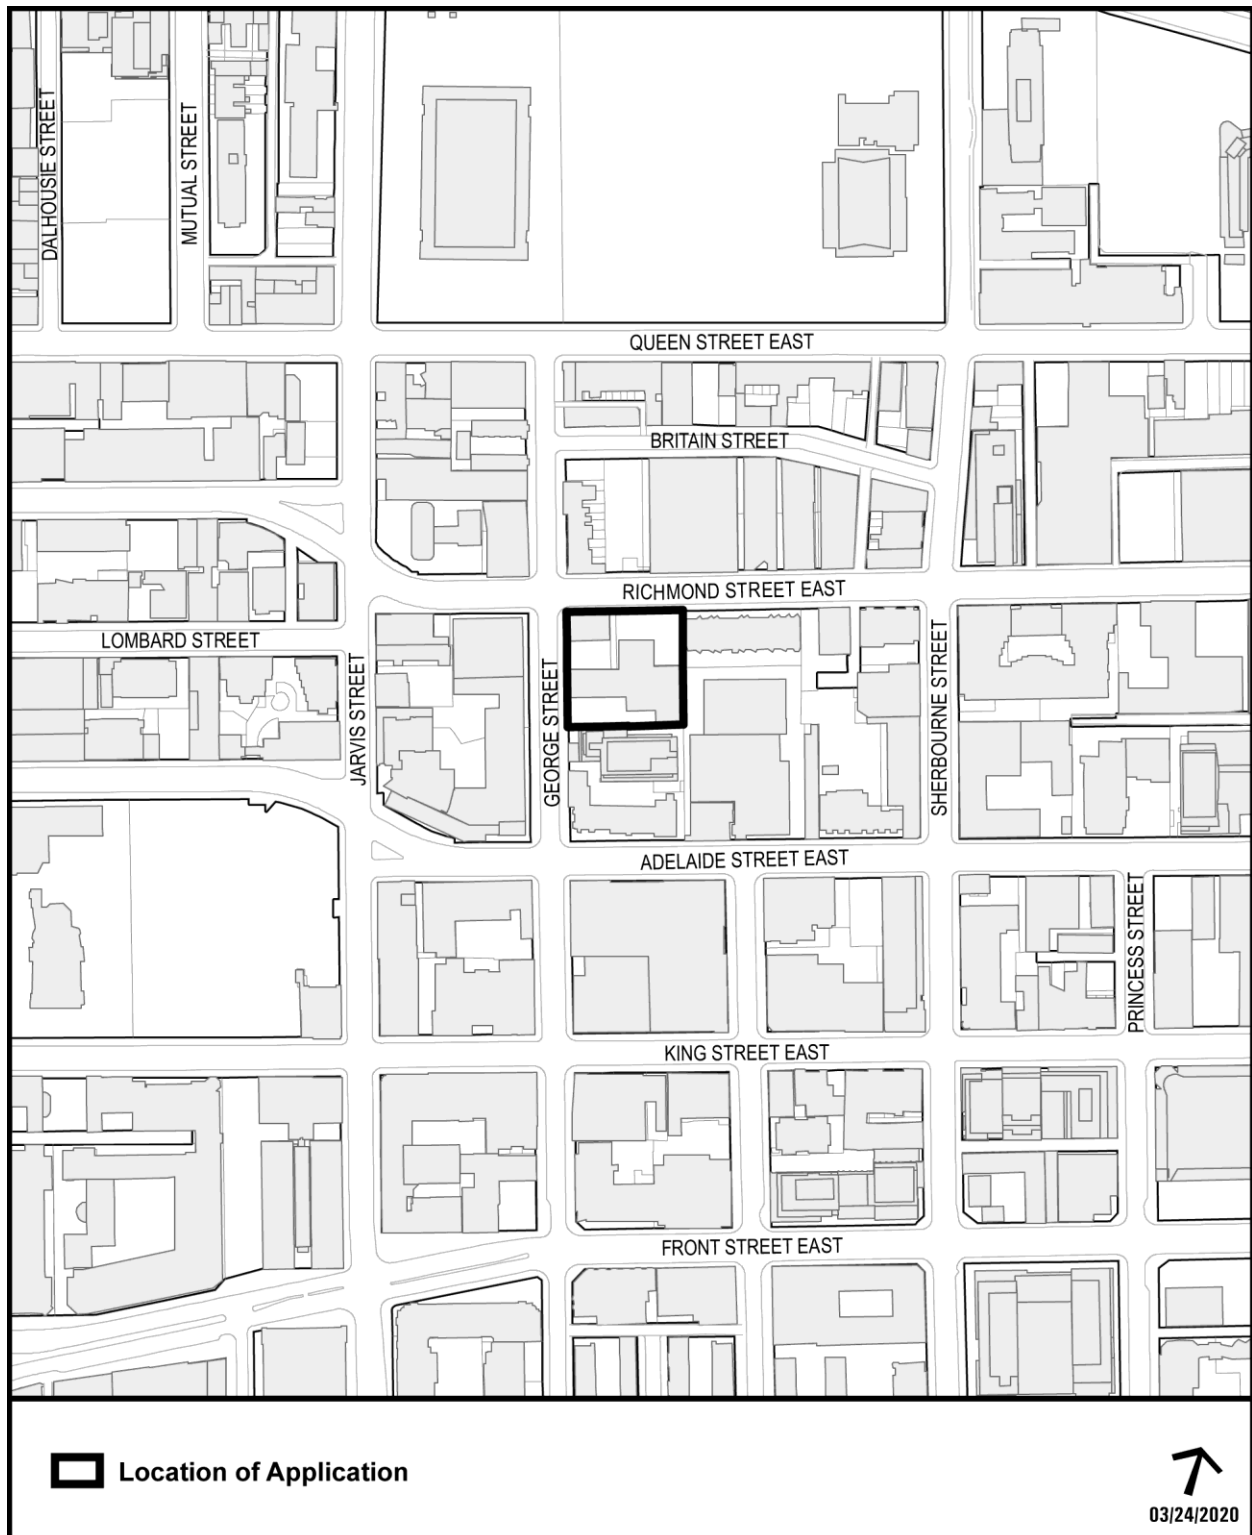 DALHOUSIE STREET
MUTUAL STREET
QUEEN STREET EAST
BRITAIN STREET
RICHMOND STREET EAST
LOMBARD STREET
JARVIS STREET
GEORGE STREET
SHERBOURNE STREET
ADELAIDE STREET EAST
PRINCESS STREET
KING STREET EAST
FRONT STREET EAST
Location of Application
03/24/2020